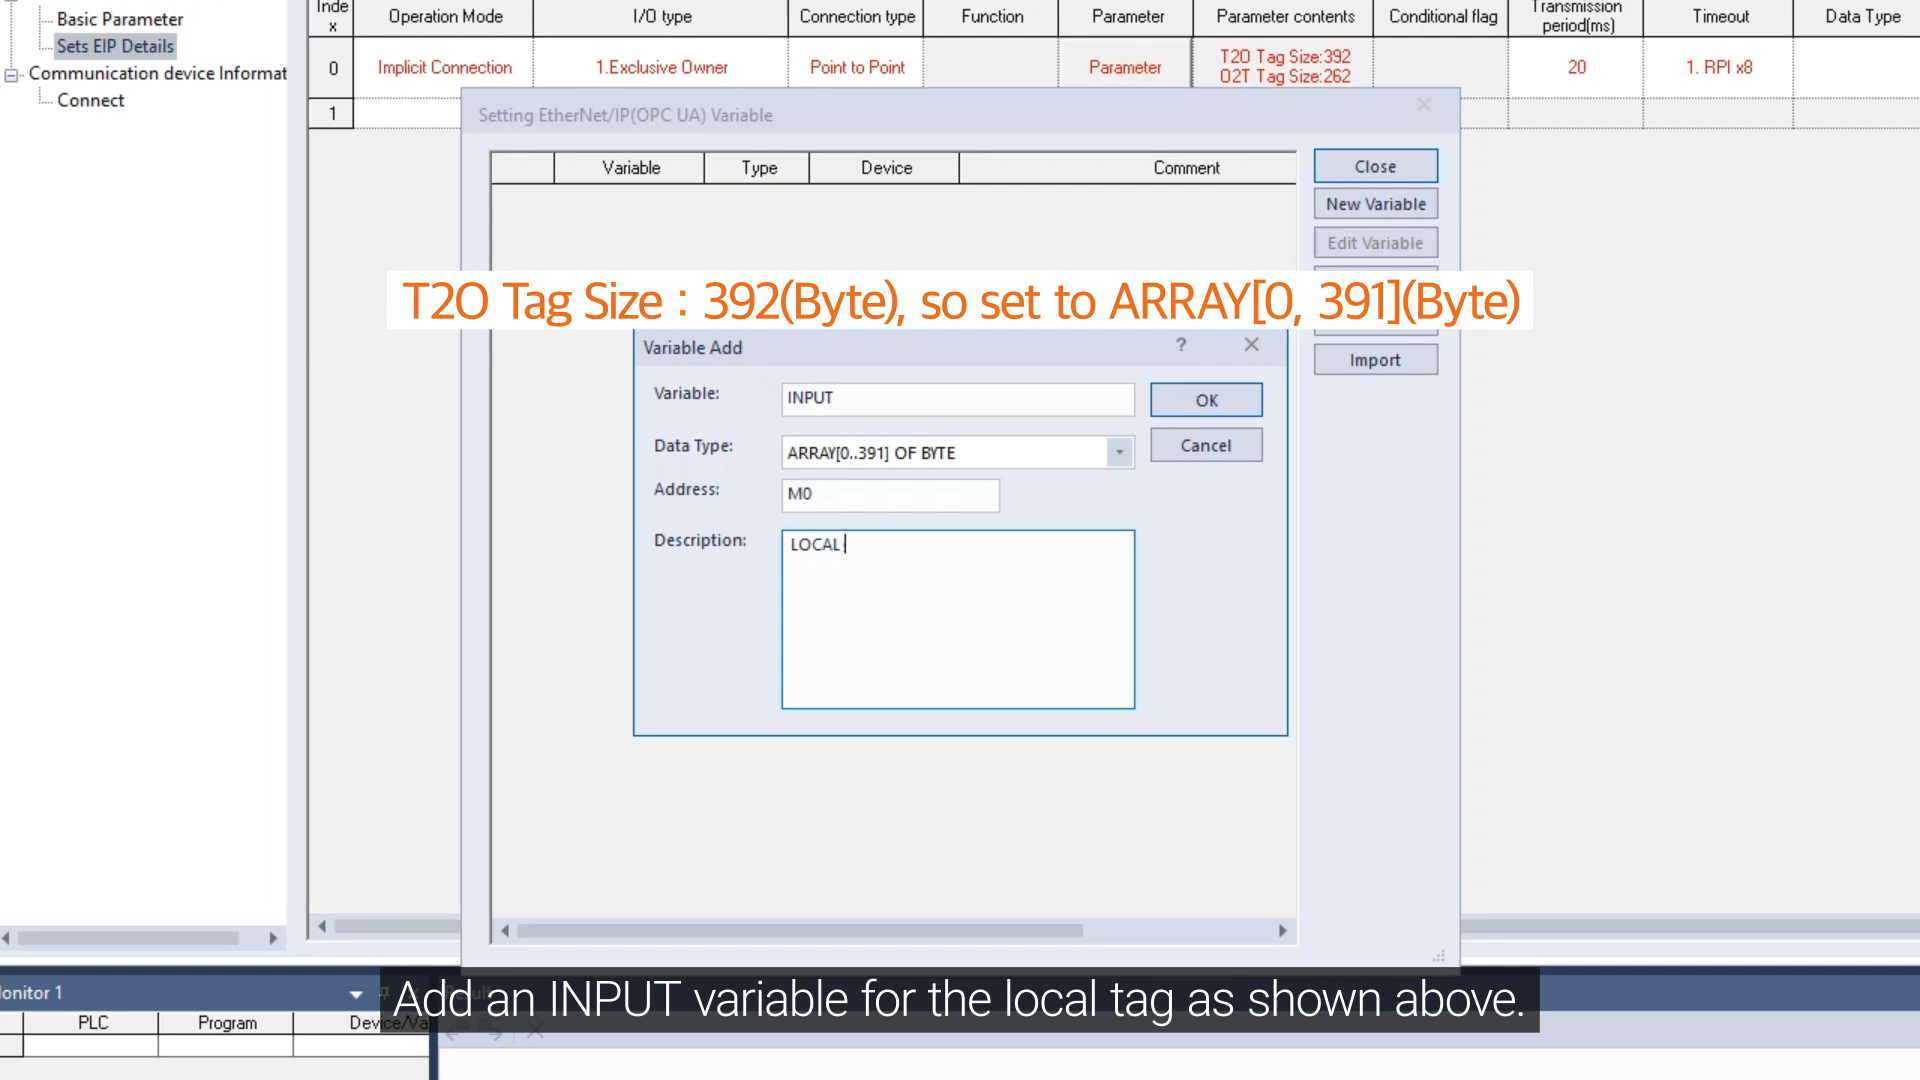 Basic Parameter
Sets EIP Details
Communication device Informat
Connect
Inde
x
Operation Mode
I/O type
Connection type
Function
Parameter
Parameter contents
Conditional flag
Transmission
period(ms)
Timeout
Data Type
0
Implicit Connection
1.Exclusive Owner
Point to Point
Parameter
T2O Tag Size:392
O2T Tag Size:262
20
1. RPI x8
1
Setting EtherNet/IP(OPC UA) Variable
Variable
Type
Device
Comment
Close
New Variable
Edit Variable
Import
T2O Tag Size : 392(Byte), so set to ARRAY[0, 391](Byte)
Variable Add
?
Variable:
INPUT
OK
Data Type:
ARRAY[0..391] OF BYTE
Cancel
Address:
M0
Description:
LOCAL
Add an INPUT variable for the local tag as shown above.
onitor 1
PLC
Program
Device/Va